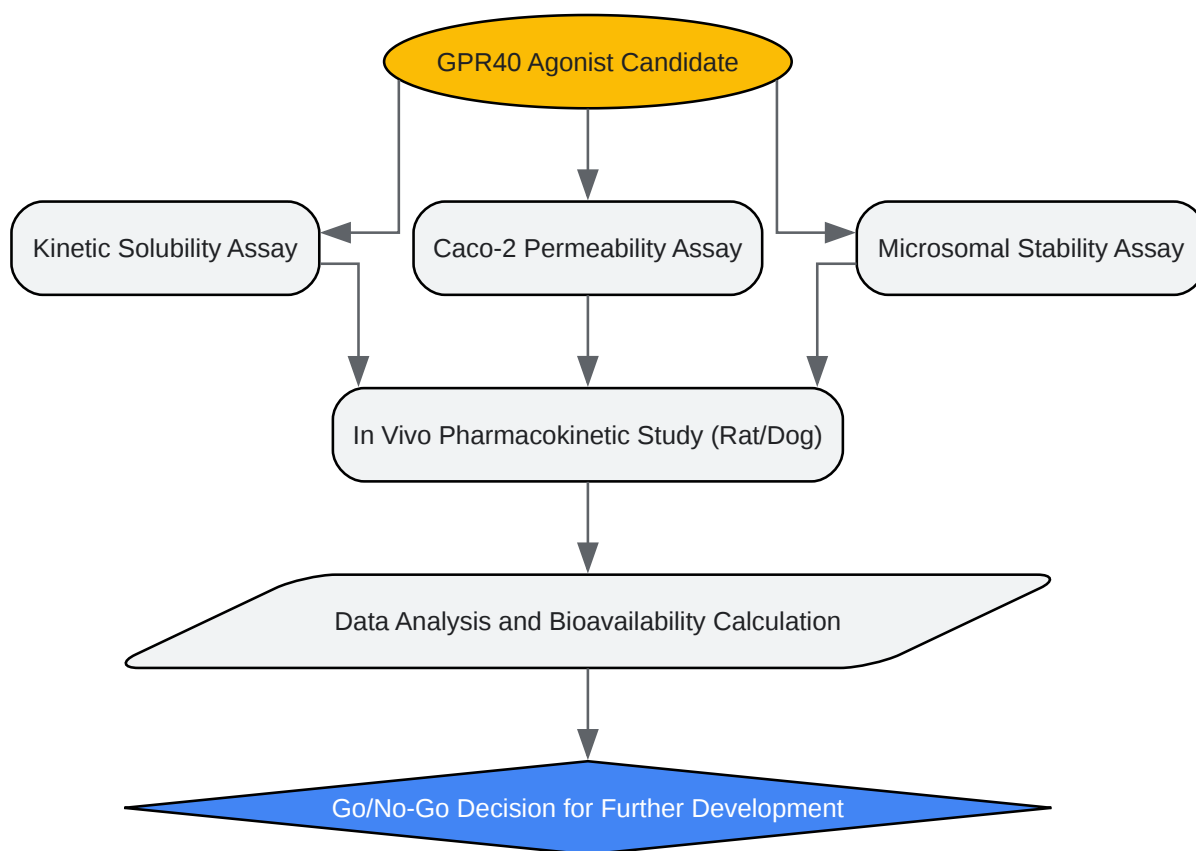 GPR40 Agonist Candidate
Kinetic Solubility Assay
Caco-2 Permeability Assay
Microsomal Stability Assay
In Vivo Pharmacokinetic Study (Rat/Dog)
Data Analysis and Bioavailability Calculation
Go/No-Go Decision for Further Development